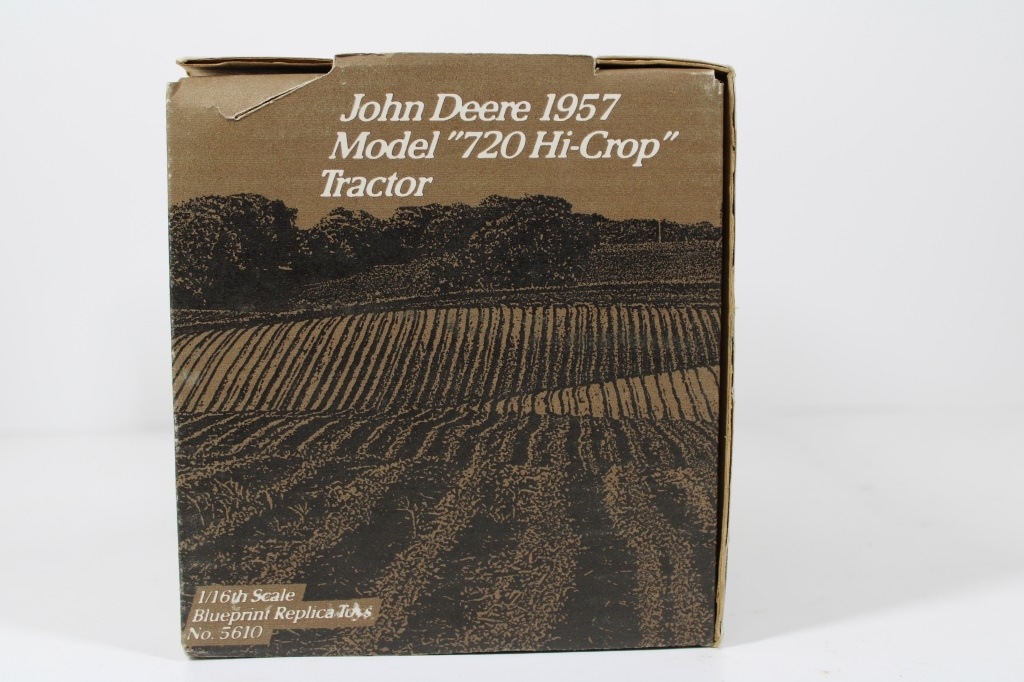 John Deere 1957
Model "720 Hi-Crop"
Tractor
1/16th Scale
Blueprint Replica Toys
No. 5610